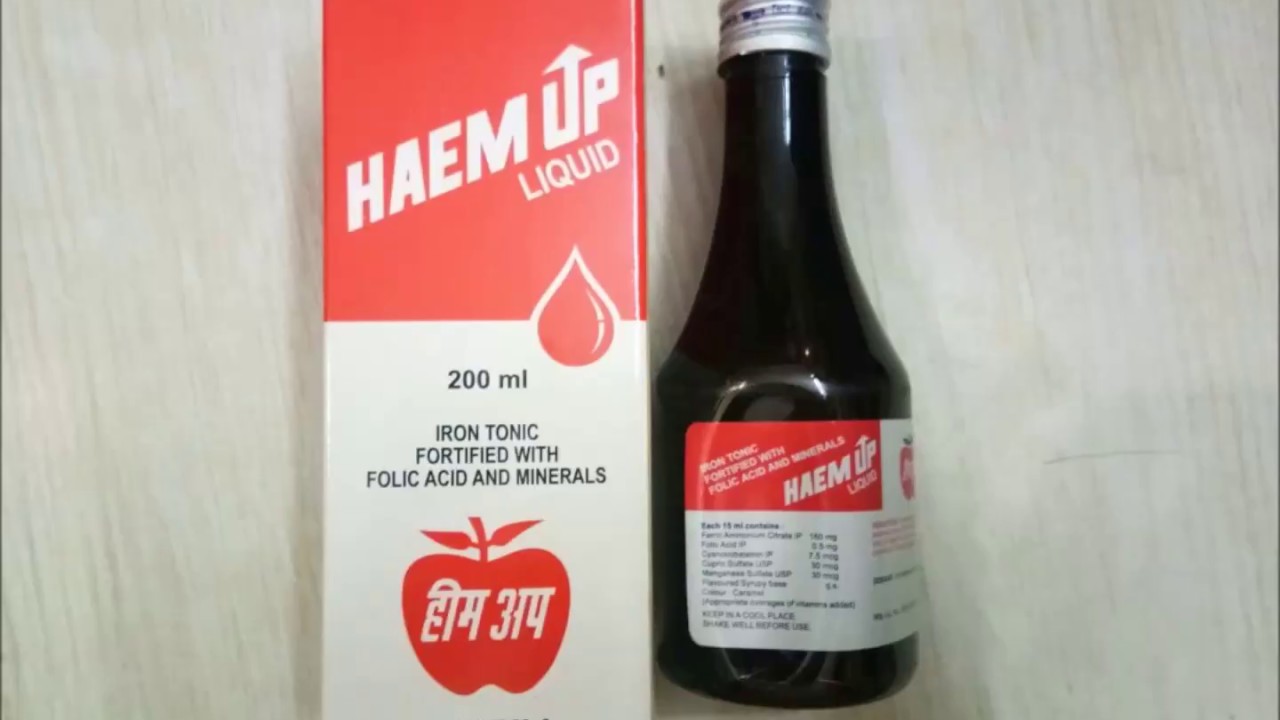 HAEM UP
LIQUID
200 ml
IRON TONIC
FORTIFIED WITH
FOLIC ACID AND MINERALS
हीम अप
IRON TONIC
FORTIFIED WITH
FOLIC ACID AND MINERALS
HAEM UP
LIQUID
Each 15 ml contains :
Ferric Ammonium Citrate IP 160 mg
Folic Acid IP 0.5 mg
Cyanocobalamin IP 7.5 mcg
Cupric Sulfate USP 30 mcg
Manganese Sulfate USP 30 mcg
Flavoured Syrupy base
Colour : Caramel
(Appropriate overages of vitamins added)
KEEP IN A COOL PLACE
SHAKE WELL BEFORE USE